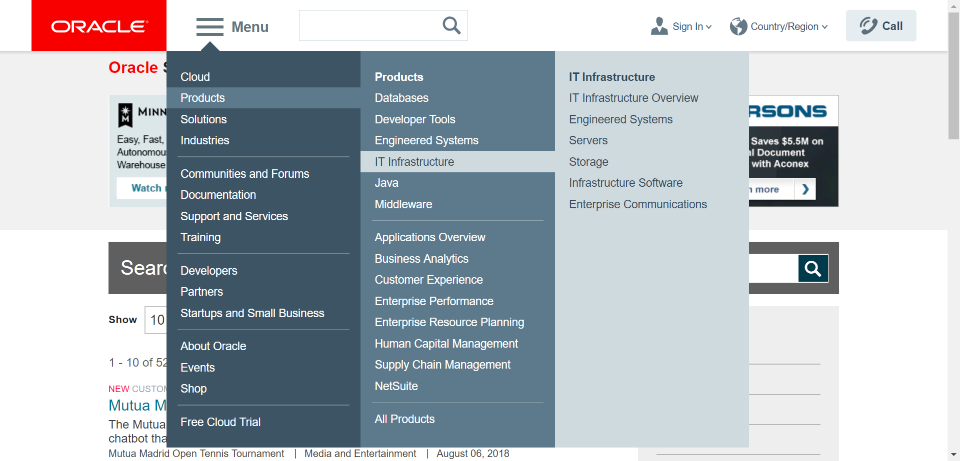 ORACLE
Menu
Sign In
Country/Region
Call
Oracle
MINN
Easy, Fast,
Autonomou
Warehouse
Watch
Cloud
Products
Solutions
Industries
Communities and Forums
Documentation
Support and Services
Training
Developers
Partners
Startups and Small Business
About Oracle
Events
Shop
Free Cloud Trial
Products
Databases
Developer Tools
Engineered Systems
IT Infrastructure
Java
Middleware
Applications Overview
Business Analytics
Customer Experience
Enterprise Performance
Enterprise Resource Planning
Human Capital Management
Supply Chain Management
NetSuite
All Products
IT Infrastructure
IT Infrastructure Overview
Engineered Systems
Servers
Storage
Infrastructure Software
Enterprise Communications
RSONS
Saves $5.5M on
al Document
with Aconex
more
Searc
Show 10
1 - 10 of 52
NEW CUSTOM
Mutua M
The Mutua
chatbot tha
Mutua Madrid Open Tennis Tournament | Media and Entertainment | August 06, 2018